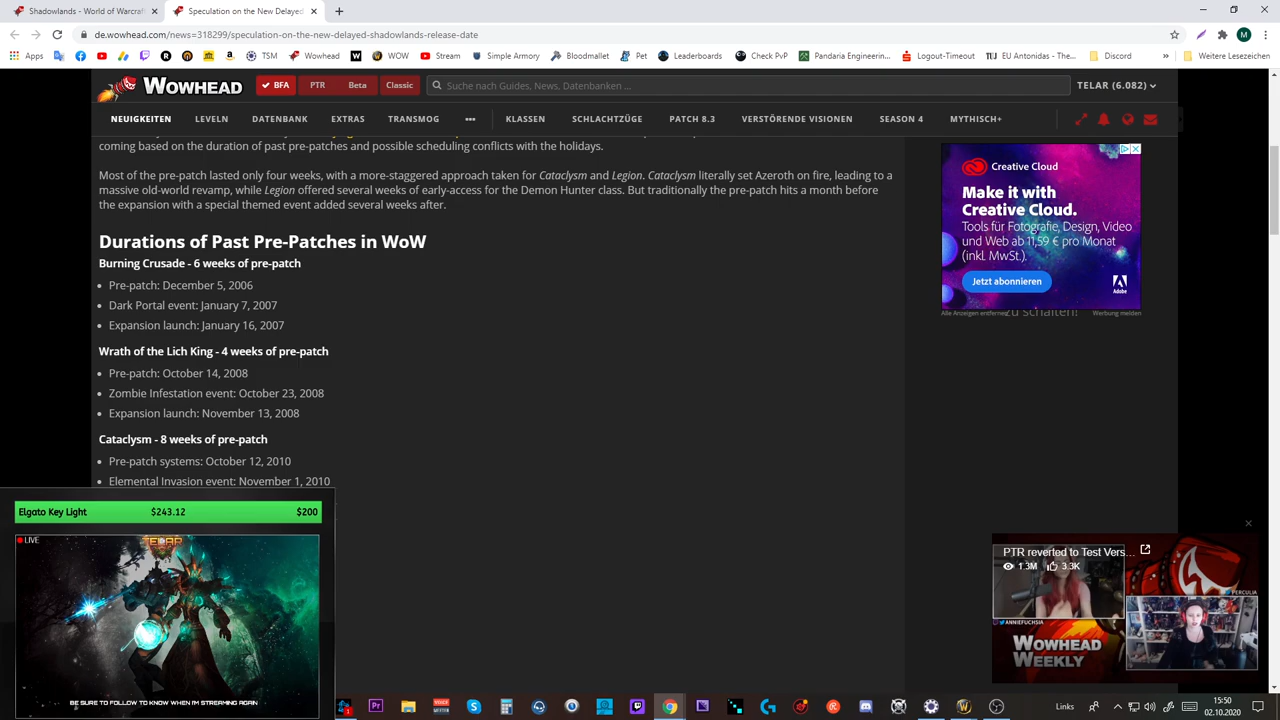 Shadowlands - World of Warcraft
Speculation on the New Delayed
de.wowhead.com/news=318299/speculation-on-the-new-delayed-shadowlands-release-date
Apps
TSM
Wowhead
WOW
Stream
Simple Armory
Bloodmallet
Pet
Leaderboards
Check PvP
Pandaria Engineerin...
Logout-Timeout
EU Antonidas - The...
Discord
»
Weitere Lesezeichen
WOWHEAD
BFA
PTR
Beta
Classic
Suche nach Guides, News, Datenbanken ...
TELAR (6.082)
NEUIGKEITEN
LEVELN
DATENBANK
EXTRAS
TRANSMOG
•••
KLASSEN
SCHLACHTZÜGE
PATCH 8.3
VERSTÖRENDE VISIONEN
SEASON 4
MYTHISCH+
coming based on the duration of past pre-patches and possible scheduling conflicts with the holidays.
Most of the pre-patch lasted only four weeks, with a more-staggered approach taken for Cataclysm and Legion. Cataclysm literally set Azeroth on fire, leading to a
massive old-world revamp, while Legion offered several weeks of early-access for the Demon Hunter class. But traditionally the pre-patch hits a month before
the expansion with a special themed event added several weeks after.
Durations of Past Pre-Patches in WoW
Burning Crusade - 6 weeks of pre-patch
• Pre-patch: December 5, 2006
• Dark Portal event: January 7, 2007
• Expansion launch: January 16, 2007
Wrath of the Lich King - 4 weeks of pre-patch
• Pre-patch: October 14, 2008
• Zombie Infestation event: October 23, 2008
• Expansion launch: November 13, 2008
Cataclysm - 8 weeks of pre-patch
• Pre-patch systems: October 12, 2010
• Elemental Invasion event: November 1, 2010
Creative Cloud
Make it with
Creative Cloud.
Tools für Fotografie, Design, Video
und Web ab 11,59 € pro Monat
(inkl. MwSt.).
Jetzt abonnieren
Adobe
Alle Anzeigen entfernen
zu schalten!
Werbung melden
Elgato Key Light
$243.12
$200
LIVE
TELAR
BE SURE TO FOLLOW TO KNOW WHEN I'M STREAMING AGAIN
PTR reverted to Test Vers...
1.3M
3.3K
PERCULIA
ANNIEFUCHSIA
WOWHEAD
WEEKLY
Links
15:50
02.10.2020